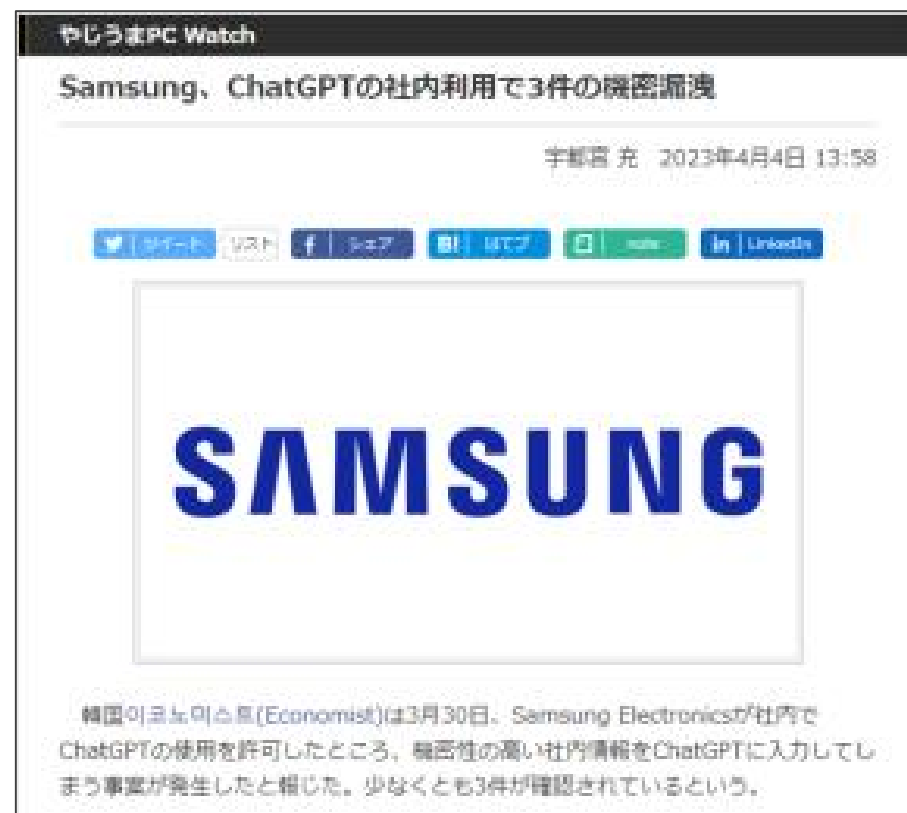 やじうまPC Watch
Samsung、ChatGPTの社内利用で3件の機密漏洩
宇都宮 充 2023年4月4日 13:58
ツイート リスト シェア はてブ note LinkedIn
SAMSUNG
韓国이코노미스트(Economist)は3月30日、Samsung Electronicsが社内で
ChatGPTの使用を許可したところ、機密性の高い社内情報をChatGPTに入力してし
まう事案が発生したと報じた。少なくとも3件が確認されているという。